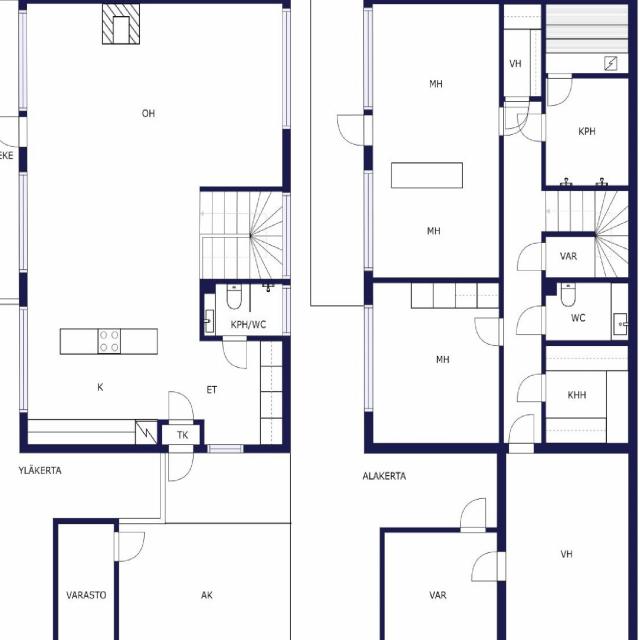 OH
EKE
KPH/WC
K
ET
TK
YLÄKERTA
VARASTO
AK
MH
VH
KPH
MH
VAR
WC
MH
KHH
ALAKERTA
VAR
VH